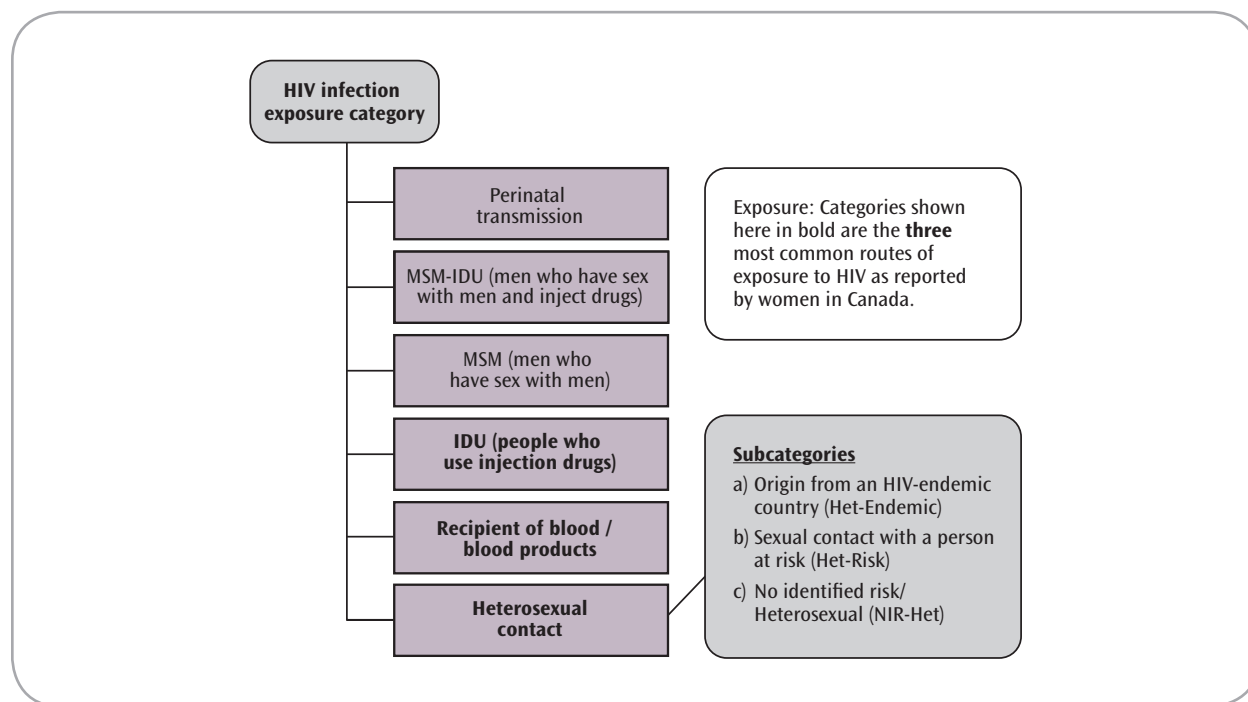 HIV infection
exposure category
Perinatal
transmission
MSM-IDU (men who have sex
with men and inject drugs)
MSM (men who
have sex with men)
IDU (people who
use injection drugs)
Recipient of blood /
blood products
Heterosexual
contact
Exposure: Categories shown
here in bold are the three
most common routes of
exposure to HIV as reported
by women in Canada.
Subcategories
a) Origin from an HIV-endemic
country (Het-Endemic)
b) Sexual contact with a person
at risk (Het-Risk)
c) No identified risk/
Heterosexual (NIR-Het)